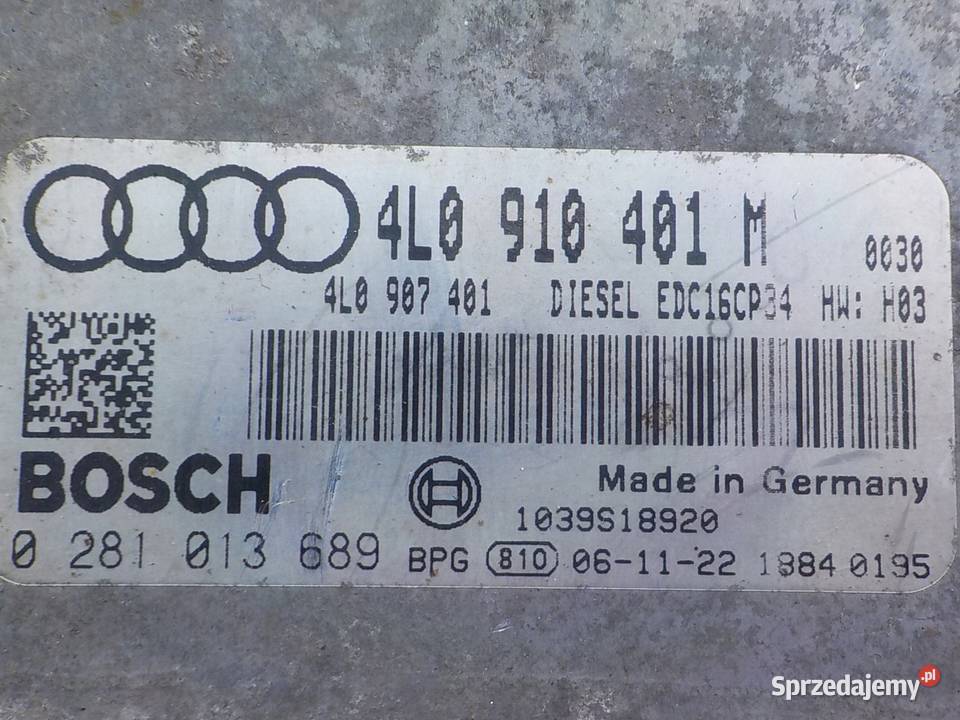 4L0 910 401 M 0030
4L0 907 401 DIESEL EDC16CP34 HW: H03
BOSCH
Made in Germany
1039S18920
0 281 013 689 BPG 810 06-11-22 1884 0195
Sprzedajemy.pl